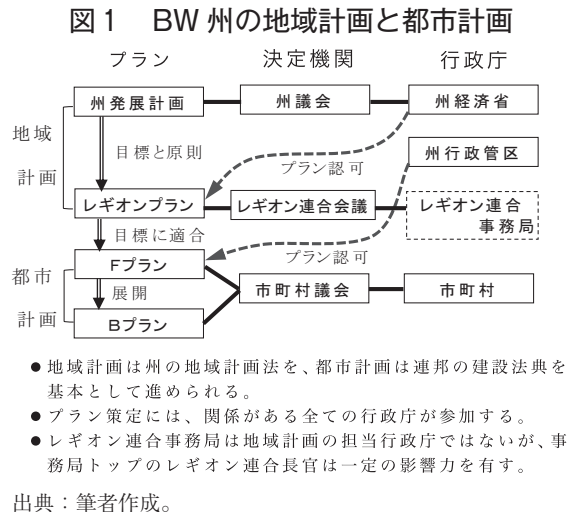 図1 BW州の地域計画と都市計画
プラン 決定機関 行政庁
州発展計画 州議会 州経済省
地域
計画
目標と原則
プラン認可
州行政管区
レギオンプラン レギオン連合会議 レギオン連合
事務局
目標に適合
プラン認可
Fプラン
都市
計画
展開
市町村議会 市町村
Bプラン
●地域計画は州の地域計画法を、都市計画は連邦の建設法典を
基本として進められる。
●プラン策定には、関係がある全ての行政庁が参加する。
●レギオン連合事務局は地域計画の担当行政庁ではないが、事
務局トップのレギオン連合長官は一定の影響力を有す。
出典：筆者作成。